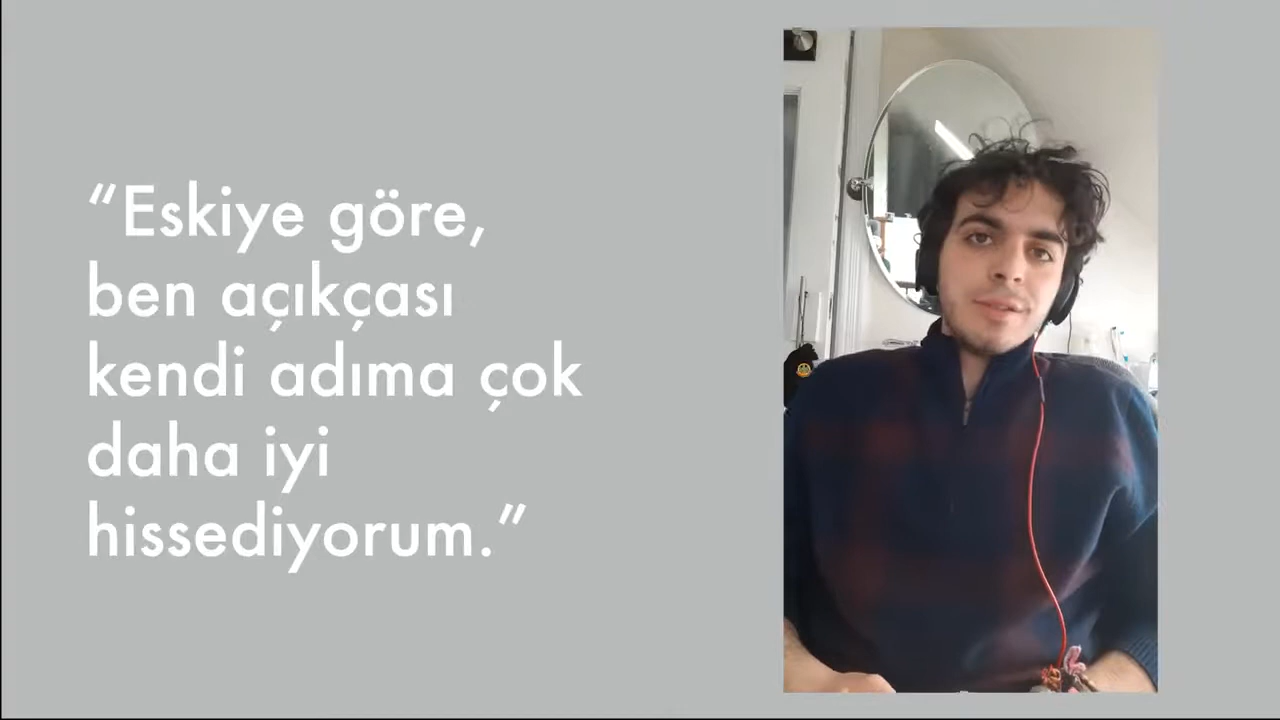 “Eskiye göre,
ben açıkçası
kendi adıma çok
daha iyi
hissediyorum.”